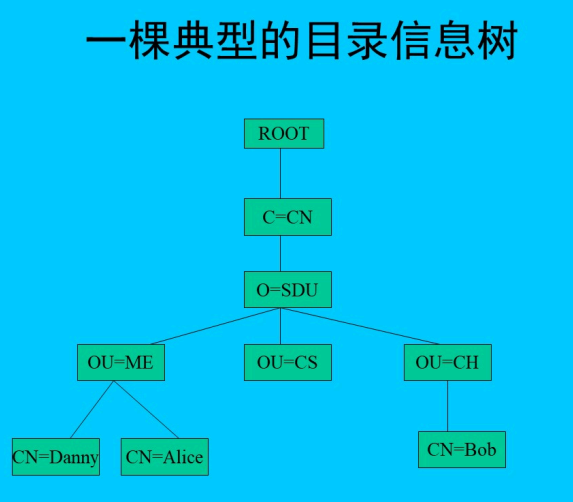 一棵典型的目录信息树
ROOT
C=CN
O=SDU
OU=ME
OU=CS
OU=CH
CN=Danny
CN=Alice
CN=Bob